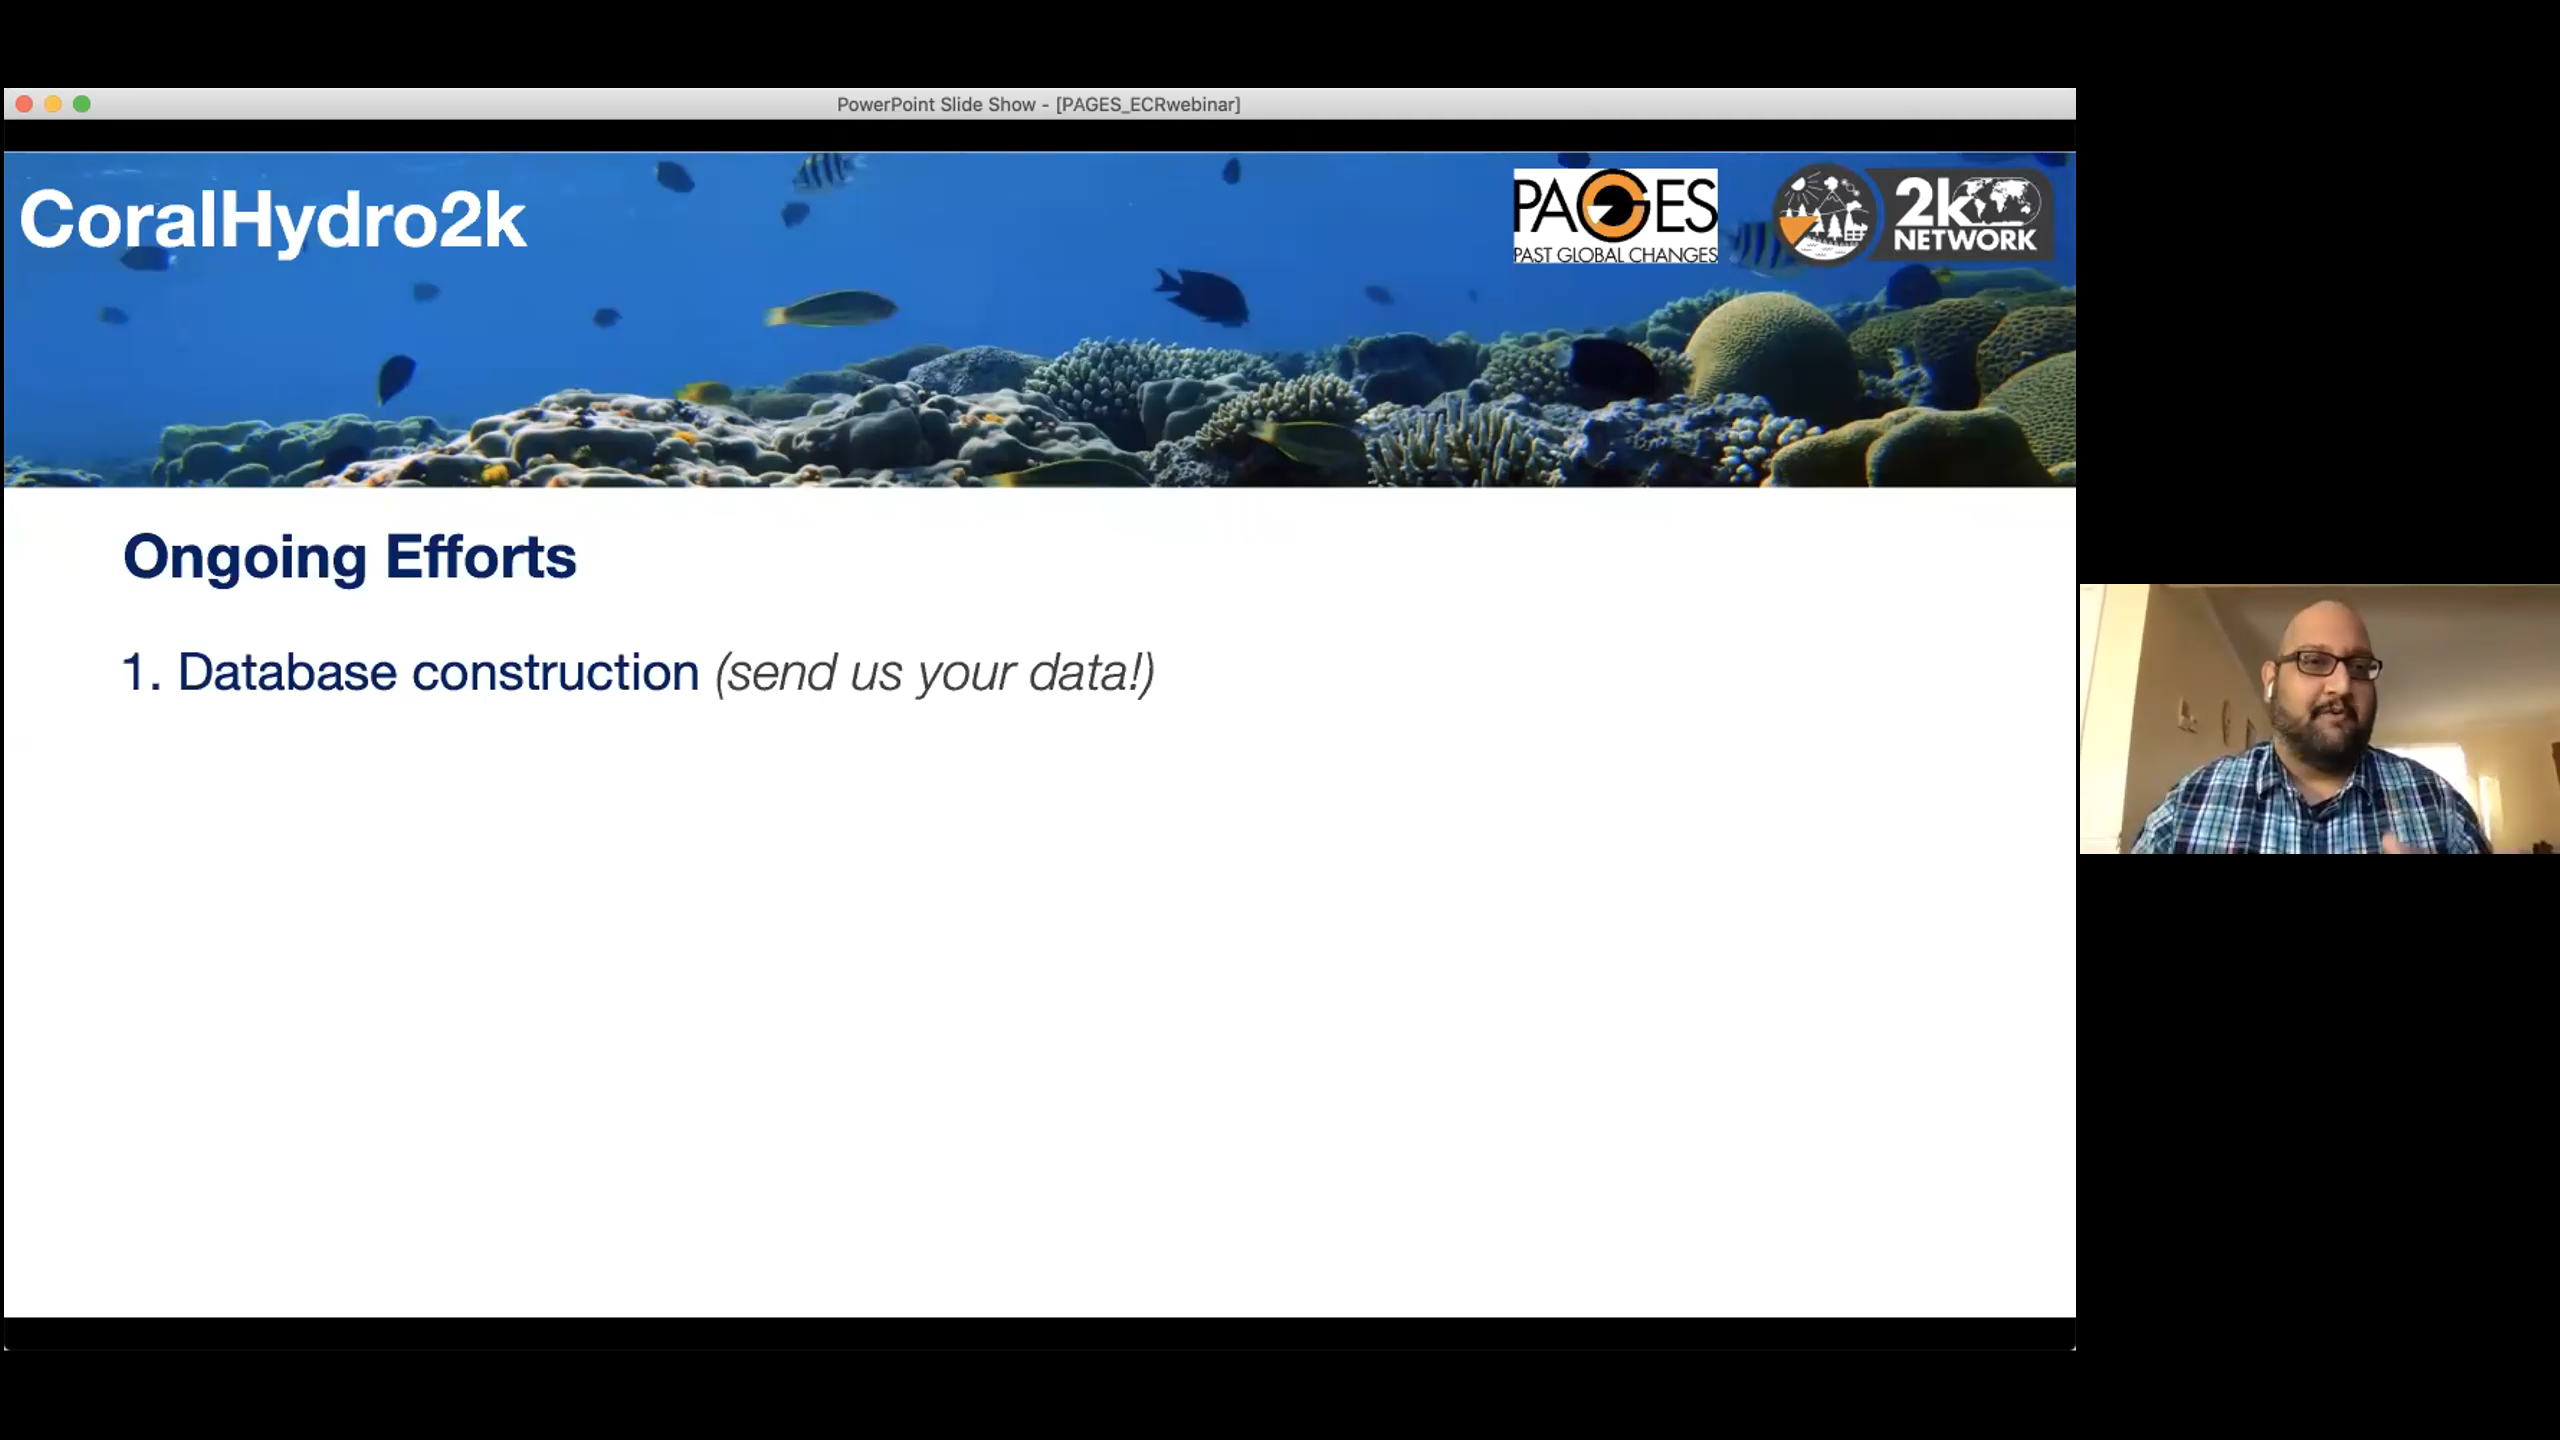 PowerPoint Slide Show - [PAGES_ECRwebinar]
CoralHydro2k
PAGES
PAST GLOBAL CHANGES
2k
NETWORK
Ongoing Efforts
1. Database construction (send us your data!)